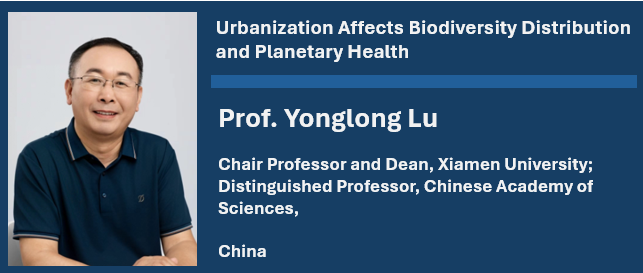 Urbanization Affects Biodiversity Distribution
and Planetary Health
Prof. Yonglong Lu
Chair Professor and Dean, Xiamen University;
Distinguished Professor, Chinese Academy of
Sciences,
China